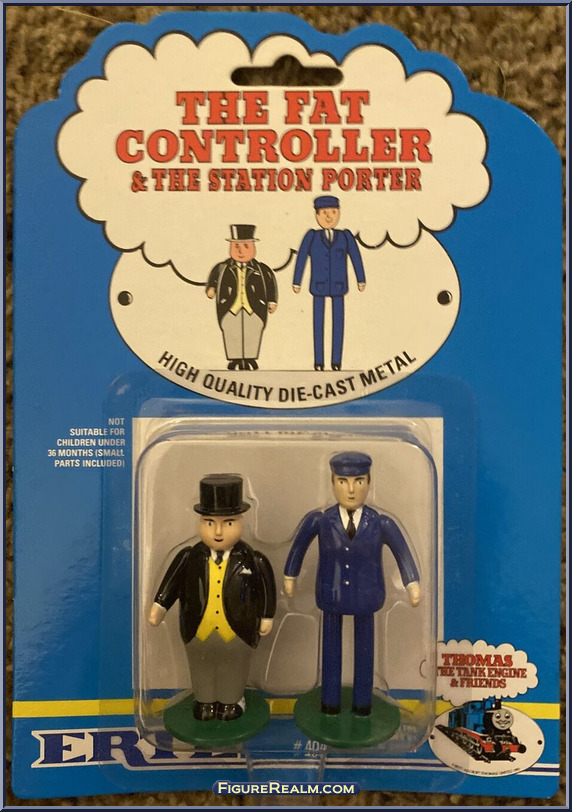 THE FAT
CONTROLLER
& THE STATION PORTER
HIGH QUALITY DIE-CAST METAL
NOT
SUITABLE FOR
CHILDREN UNDER
36 MONTHS (SMALL
PARTS INCLUDED)
THOMAS
THE TANK ENGINE
& FRIENDS
FIGUREREALM.COM